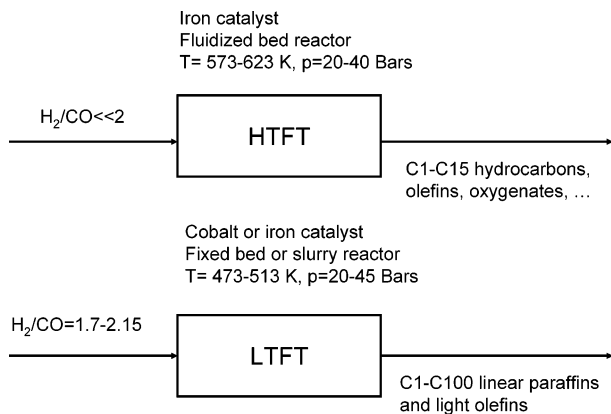 Iron catalyst
Fluidized bed reactor
T= 573-623 K, p=20-40 Bars
H₂/CO<<2
HTFT
C1-C15 hydrocarbons,
olefins, oxygenates, ...
Cobalt or iron catalyst
Fixed bed or slurry reactor
T= 473-513 K, p=20-45 Bars
H₂/CO=1.7-2.15
LTFT
C1-C100 linear paraffins
and light olefins